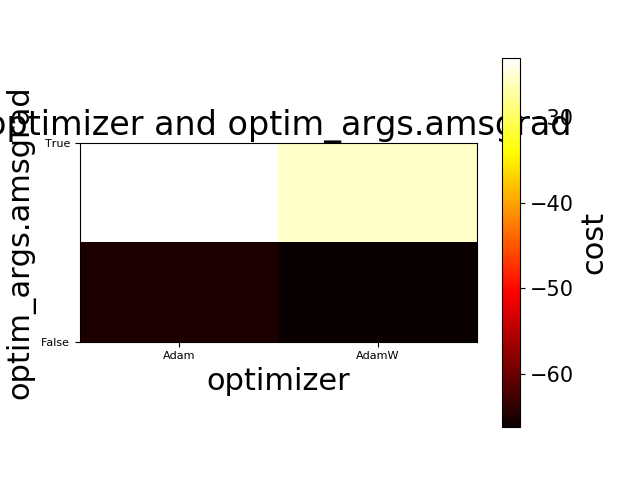 optimizer and optim_args.amsgrad
optim_args.amsgrad
True
False
Adam
AdamW
optimizer
−30
−40
−50
−60
cost